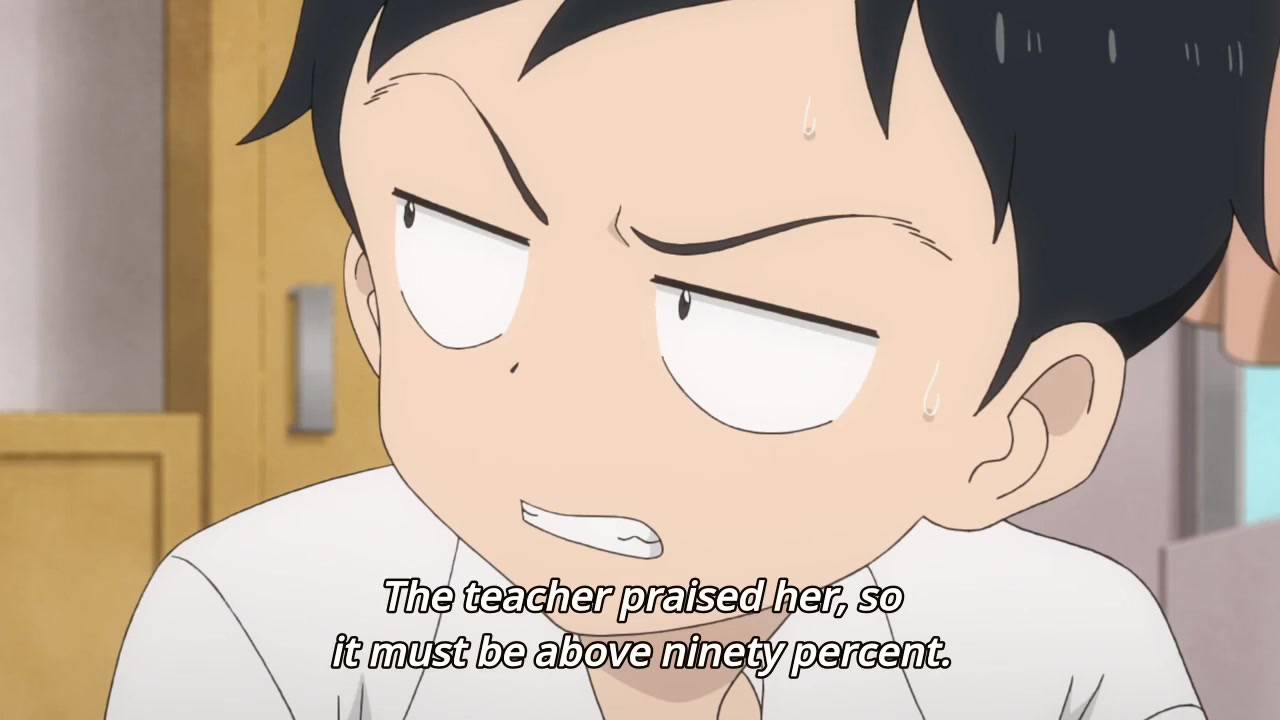 The teacher praised her, so
it must be above ninety percent.